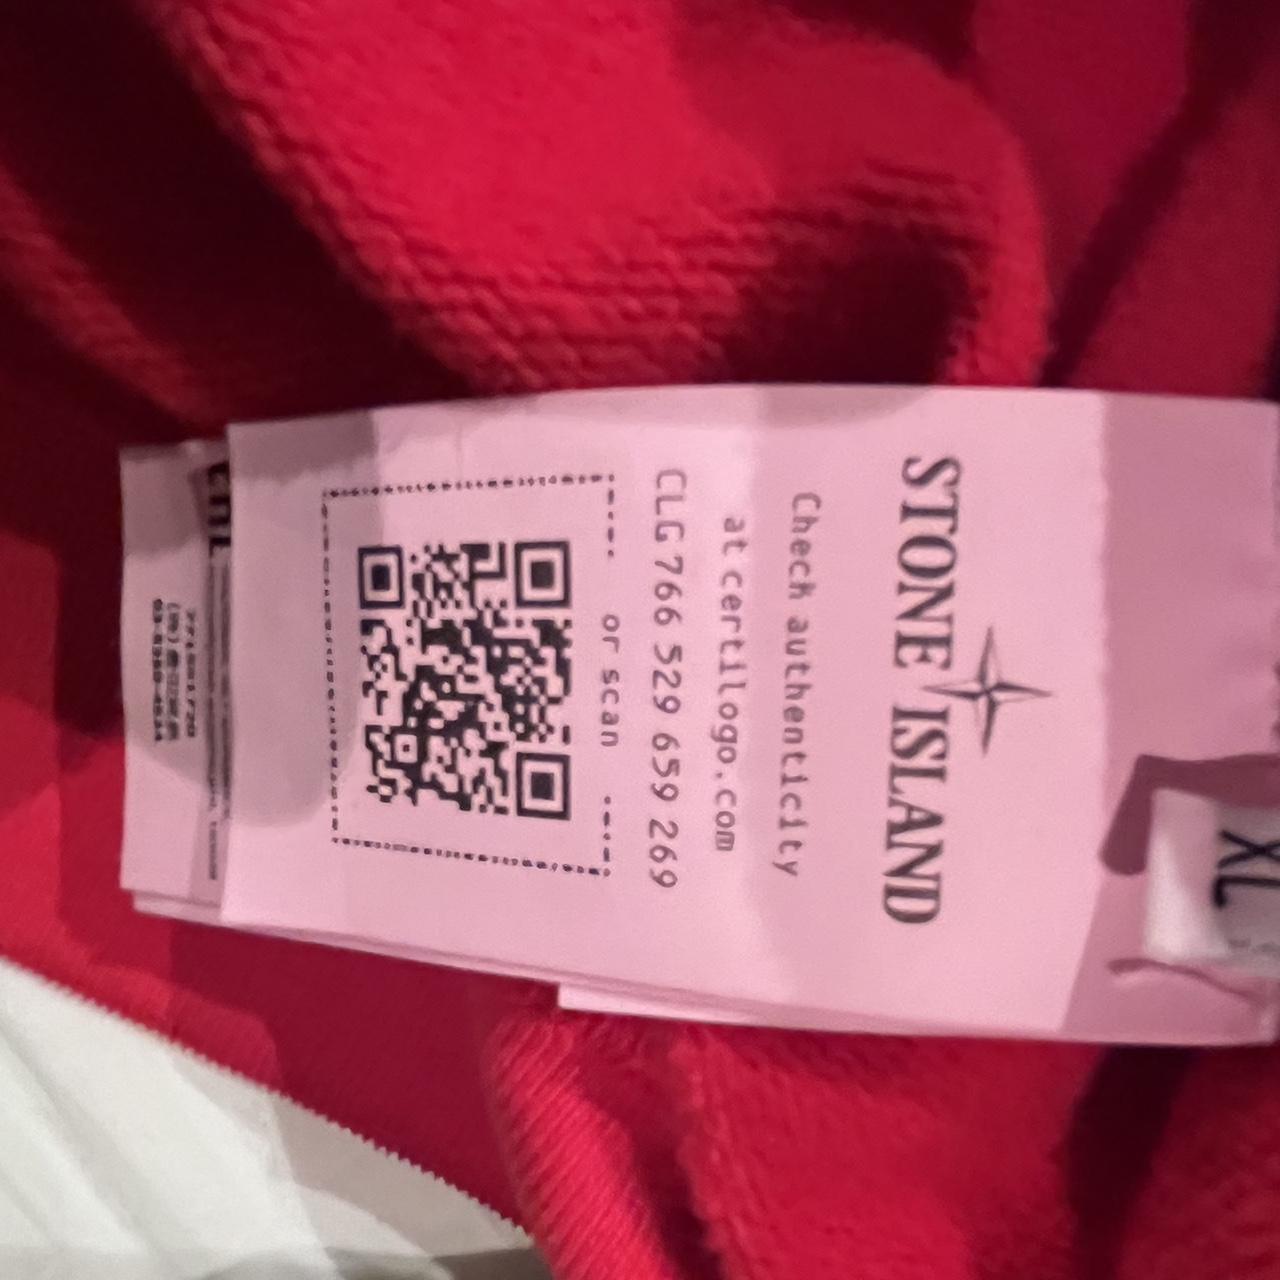 STONE ISLAND
Check authenticity
at certilogo.com
CLG 766 529 659 269
or scan
XL